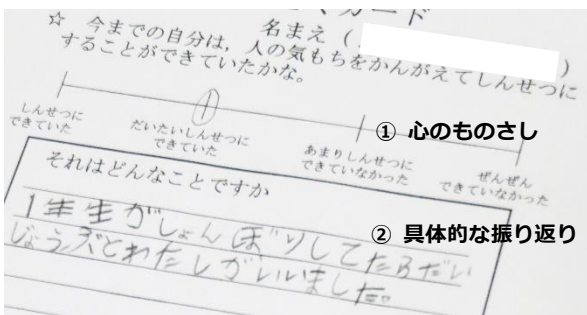 カード
☆ 今までの自分は,人の気もちをかんがえてしんせつに
名まえ( )
することができていたかな。
しんせつに
できていた
だいたいしんせつに
できていた
あまりしんせつに
できていなかった
ぜんぜん
できていなかった
① 心のものさし
それはどんなことですか
② 具体的な振り返り
1年生がしょんぼりしてたらだい
じょうぶとわたしがいいました。